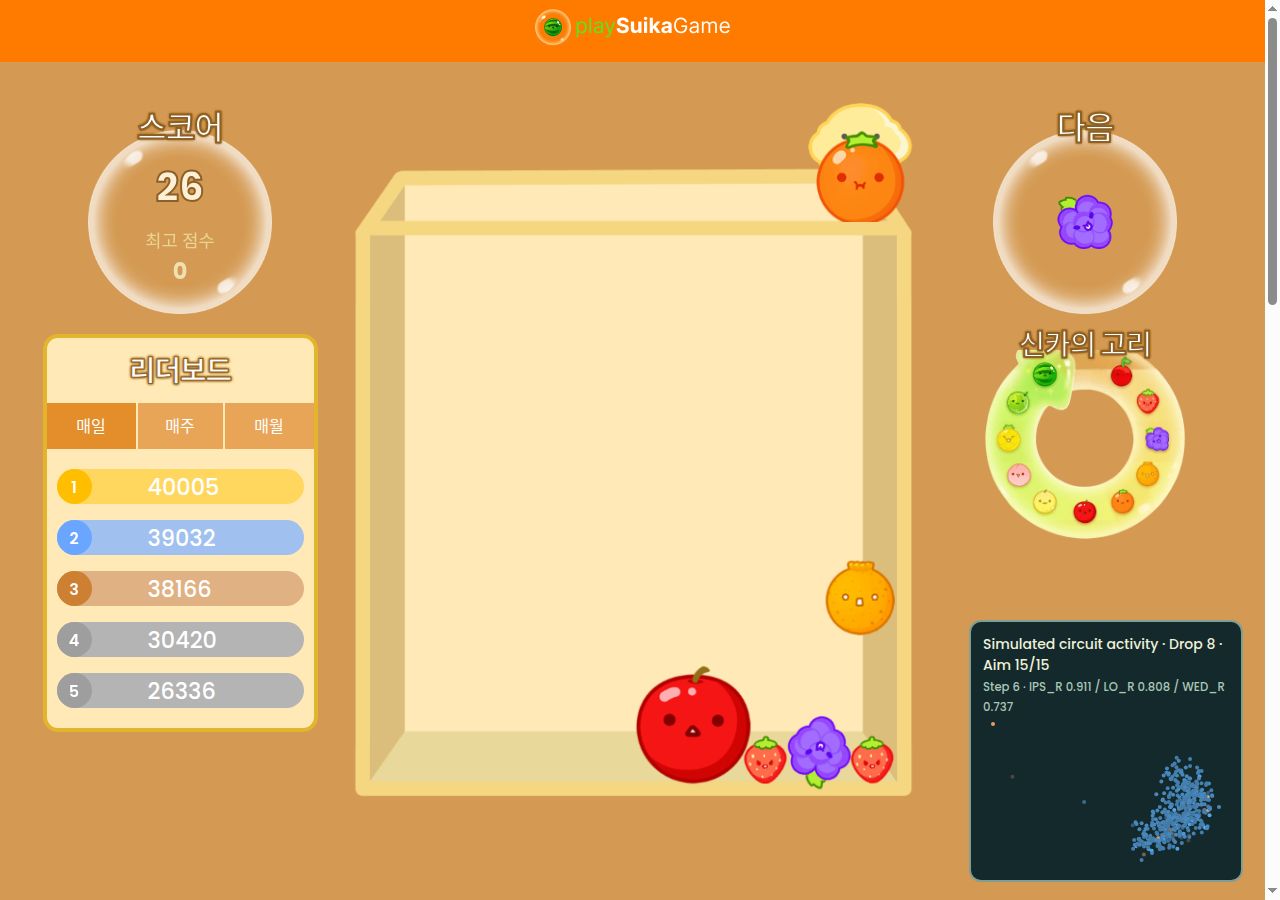 playSuikaGame
스코어
26
최고 점수
0
리더보드
매일 매주 매월
1 40005
2 39032
3 38166
4 30420
5 26336
다음
신카의 고리
Simulated circuit activity · Drop 8 ·
Aim 15/15
Step 6 · IPS_R 0.911 / LO_R 0.808 / WED_R
0.737